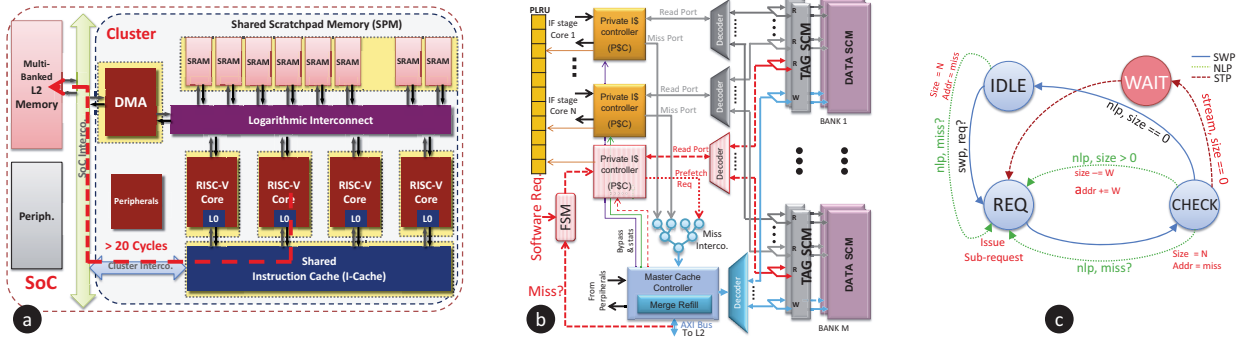 Shared Scratchpad Memory (SPM)
Cluster
SRAM
SRAM
SRAM
SRAM
SRAM
SRAM
SRAM
SRAM
Multi-
Banked
L2
Memory
DMA
Logarithmic Interconnect
SoC Interco.
Periph.
Peripherals
RISC-V
Core
L0
RISC-V
Core
L0
RISC-V
Core
L0
RISC-V
Core
L0
> 20 Cycles
Cluster Interco.
Shared
Instruction Cache (I-Cache)
SoC
a
PLRU
IF stage
Core 1
Private I$
controller
(P$C)
Read Port
Miss Port
Decoder
R
R
W
TAG SCM
DATA SCM
BANK 1
IF stage
Core N
Private I$
controller
(P$C)
Read Port
Miss Port
Decoder
Private I$
controller
(P$C)
Read Port
Prefetch
Req
Decoder
Software Req
FSM
Miss?
Bypass
& stats
Miss
Interco.
From
Perpherals
Master Cache
Controller
Merge Refill
Decoder
AXI Bus
To L2
R
R
W
TAG SCM
DATA SCM
BANK M
b
SWP
NLP
STP
IDLE
WAIT
REQ
CHECK
Size = N
Addr = miss
nlp, miss?
swp, req?
nlp, size == 0
stream, size == 0
nlp, size > 0
size -= W
addr += W
Issue
Sub-request
nlp, miss?
Size = N
Addr = miss
c